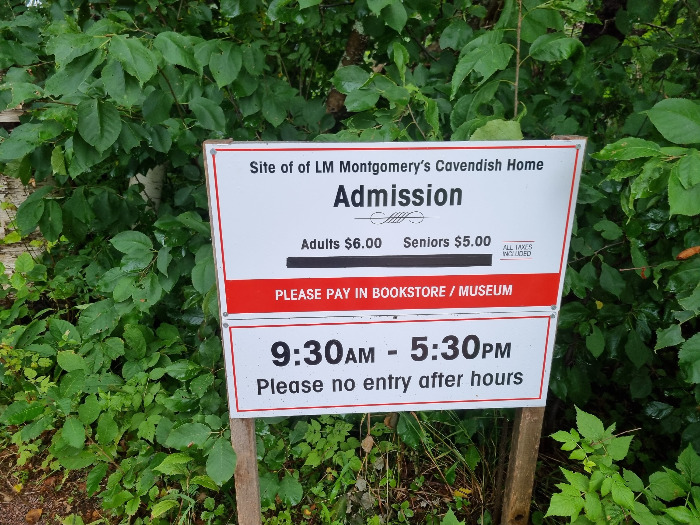 Site of of LM Montgomery's Cavendish Home
Admission
Adults $6.00 Seniors $5.00
ALL TAXES
INCLUDED
PLEASE PAY IN BOOKSTORE / MUSEUM
9:30AM - 5:30PM
Please no entry after hours